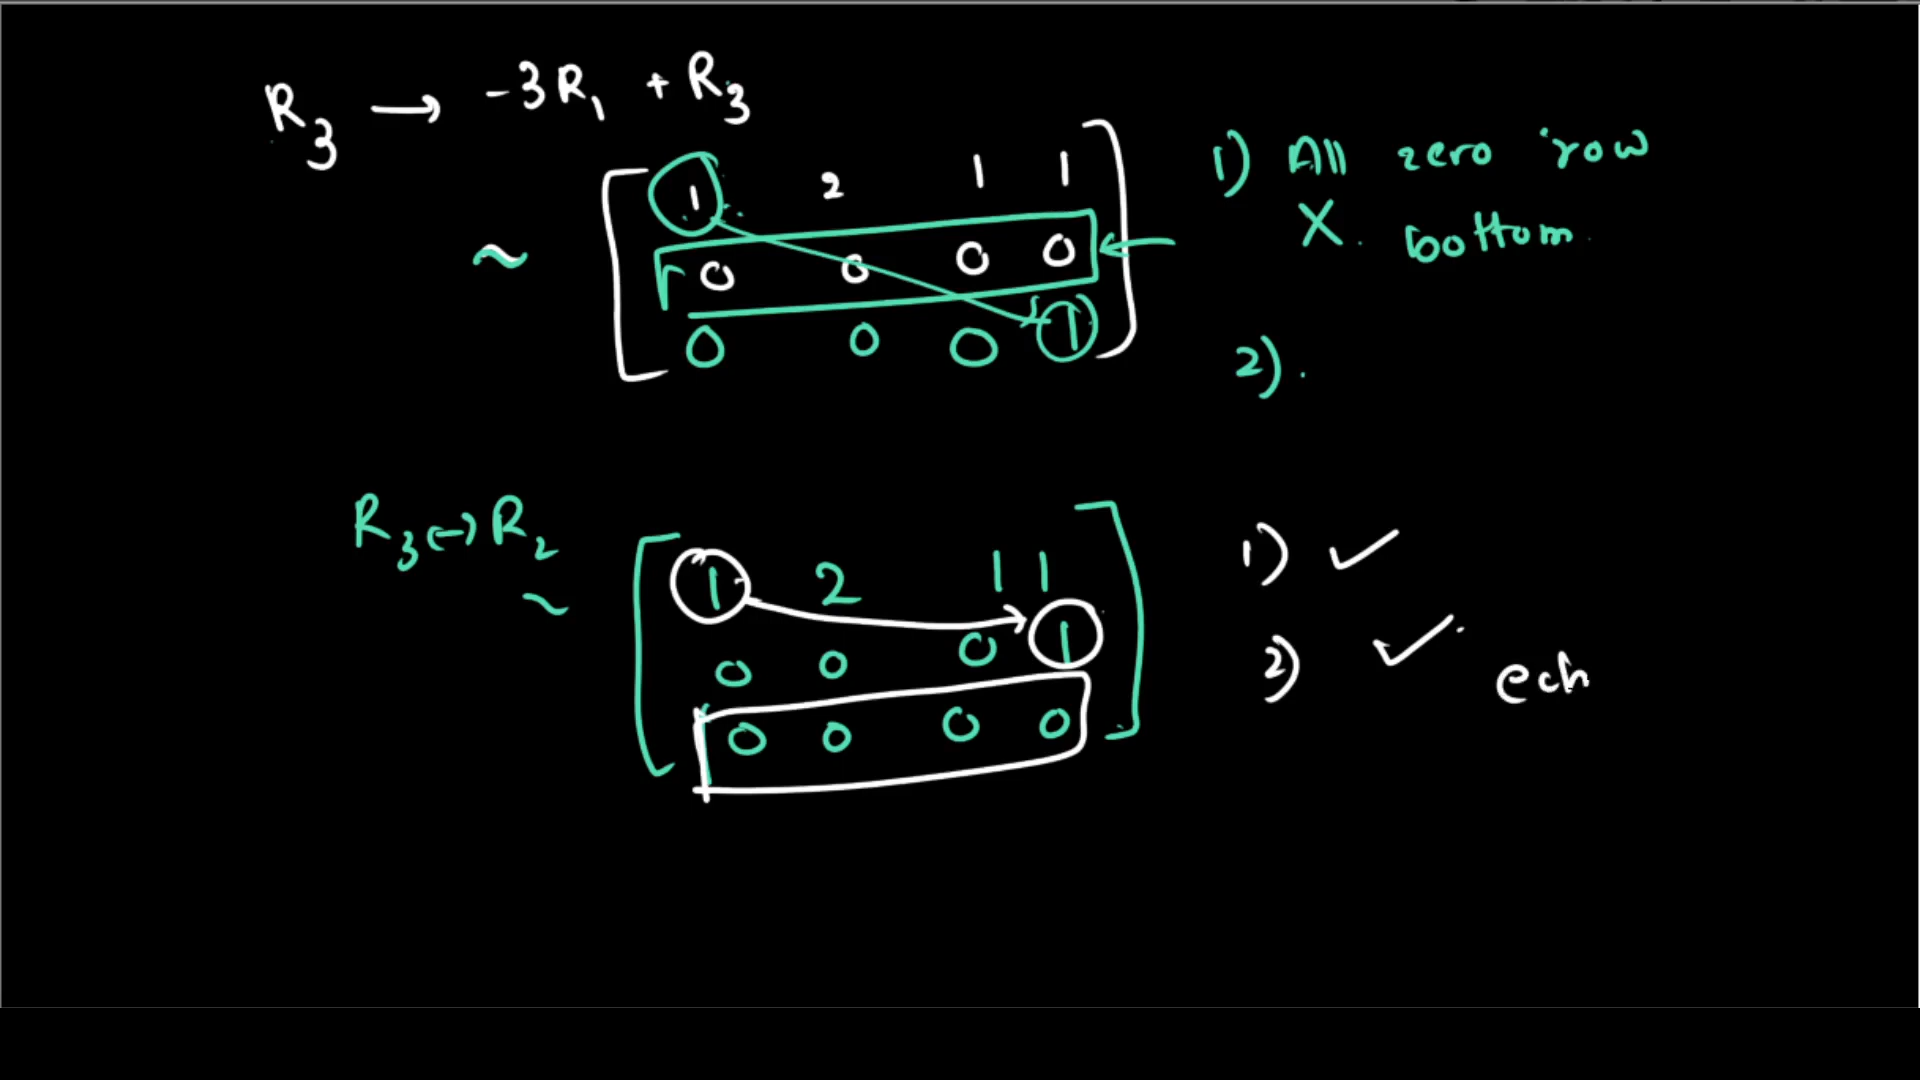 R₃ → -3R₁ + R₃
~ [ 1 2 1 1
0 0 0 0
0 0 0 1 ]
1) All zero row
X. bottom
2).
R₃ ↔ R₂
~ [ 1 2 1 1
0 0 0 1
0 0 0 0 ]
1) ✓
2) ✓
ech